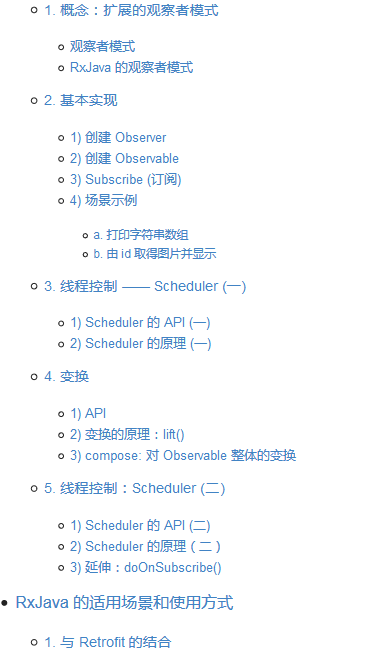 1. 概念：扩展的观察者模式
观察者模式
RxJava 的观察者模式
2. 基本实现
1) 创建 Observer
2) 创建 Observable
3) Subscribe (订阅)
4) 场景示例
a. 打印字符串数组
b. 由 id 取得图片并显示
3. 线程控制 —— Scheduler (一)
1) Scheduler 的 API (一)
2) Scheduler 的原理 (一)
4. 变换
1) API
2) 变换的原理：lift()
3) compose: 对 Observable 整体的变换
5. 线程控制：Scheduler (二)
1) Scheduler 的 API (二)
2) Scheduler 的原理（二）
3) 延伸：doOnSubscribe()
RxJava 的适用场景和使用方式
1. 与 Retrofit 的结合